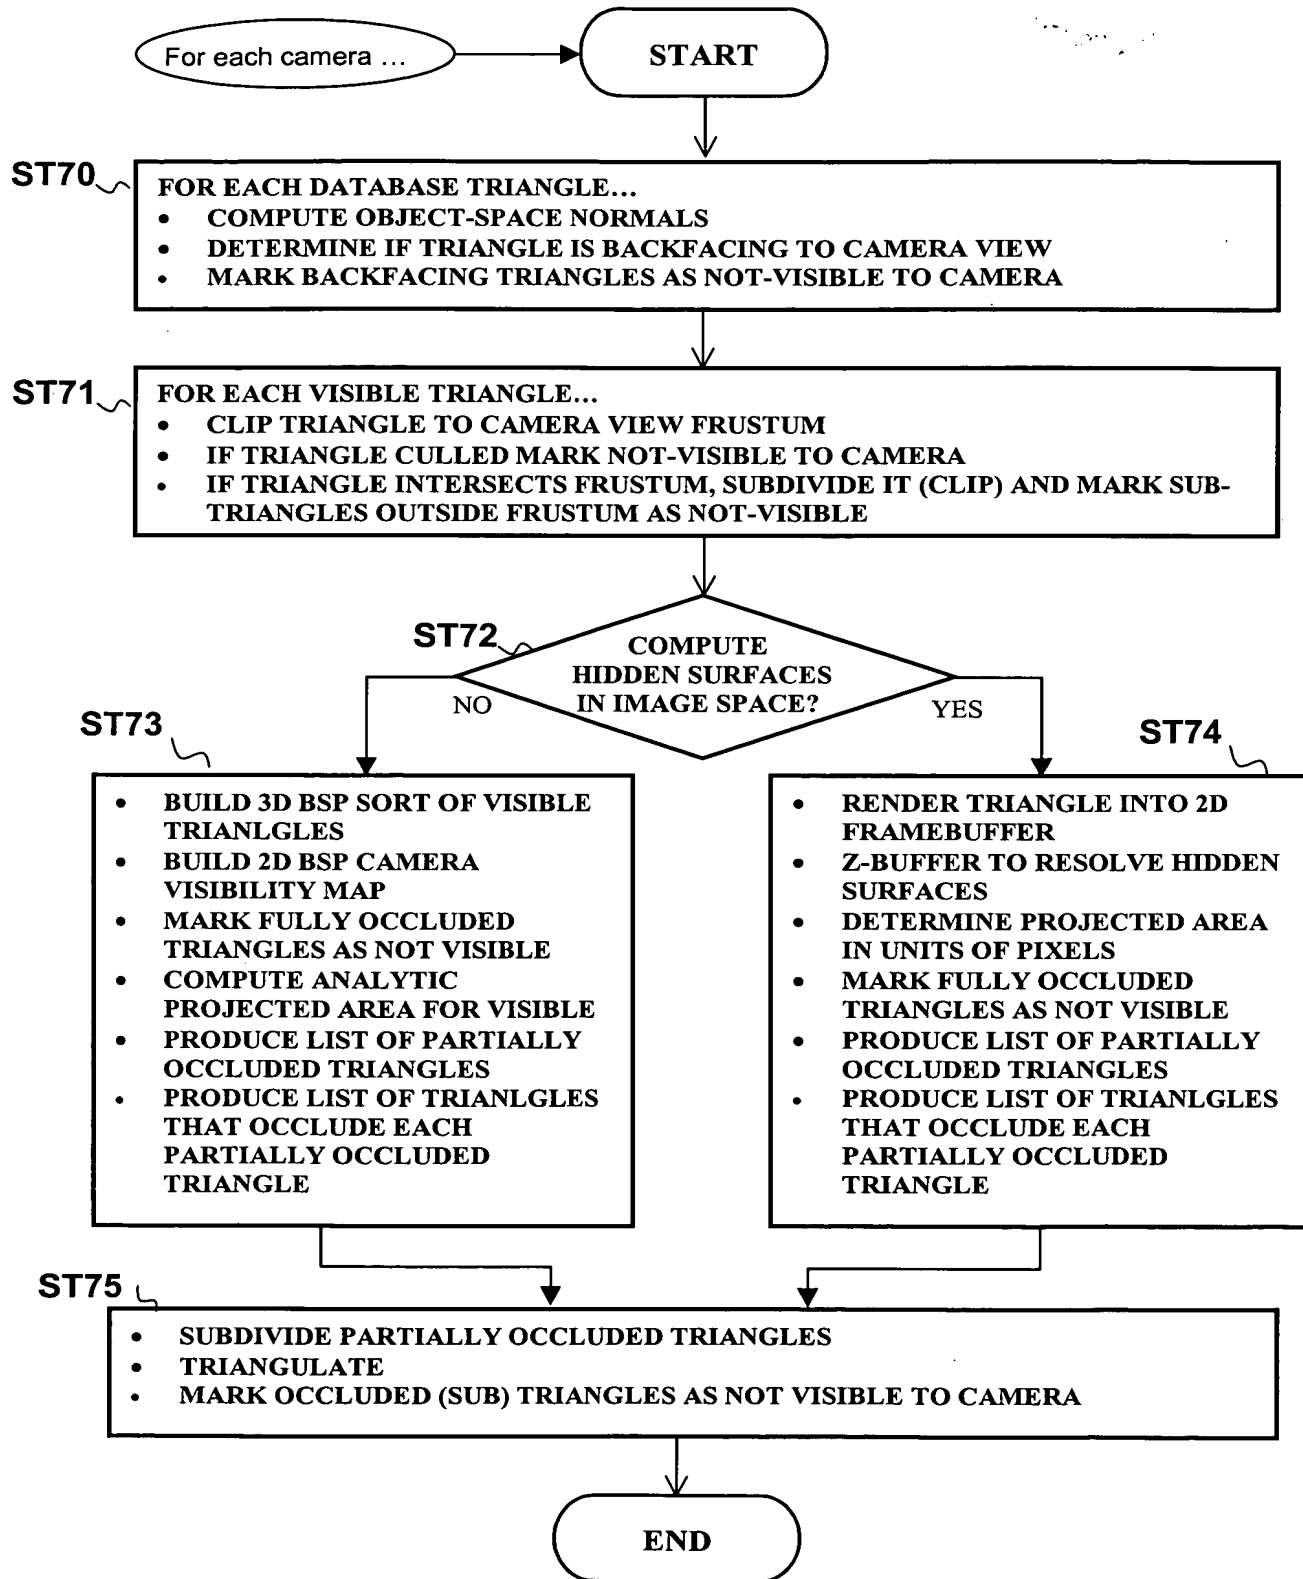 For each camera ...
START
ST70
FOR EACH DATABASE TRIANGLE...
• COMPUTE OBJECT-SPACE NORMALS
• DETERMINE IF TRIANGLE IS BACKFACING TO CAMERA VIEW
• MARK BACKFACING TRIANGLES AS NOT-VISIBLE TO CAMERA
ST71
FOR EACH VISIBLE TRIANGLE...
• CLIP TRIANGLE TO CAMERA VIEW FRUSTUM
• IF TRIANGLE CULLED MARK NOT-VISIBLE TO CAMERA
• IF TRIANGLE INTERSECTS FRUSTUM, SUBDIVIDE IT (CLIP) AND MARK SUB-
TRIANGLES OUTSIDE FRUSTUM AS NOT-VISIBLE
ST72
COMPUTE
HIDDEN SURFACES
IN IMAGE SPACE?
NO
YES
ST73
• BUILD 3D BSP SORT OF VISIBLE
TRIANLGLES
• BUILD 2D BSP CAMERA
VISIBILITY MAP
• MARK FULLY OCCLUDED
TRIANGLES AS NOT VISIBLE
• COMPUTE ANALYTIC
PROJECTED AREA FOR VISIBLE
• PRODUCE LIST OF PARTIALLY
OCCLUDED TRIANGLES
• PRODUCE LIST OF TRIANLGLES
THAT OCCLUDE EACH
PARTIALLY OCCLUDED
TRIANGLE
ST74
• RENDER TRIANGLE INTO 2D
FRAMEBUFFER
• Z-BUFFER TO RESOLVE HIDDEN
SURFACES
• DETERMINE PROJECTED AREA
IN UNITS OF PIXELS
• MARK FULLY OCCLUDED
TRIANGLES AS NOT VISIBLE
• PRODUCE LIST OF PARTIALLY
OCCLUDED TRIANGLES
• PRODUCE LIST OF TRIANLGLES
THAT OCCLUDE EACH
PARTIALLY OCCLUDED
TRIANGLE
ST75
• SUBDIVIDE PARTIALLY OCCLUDED TRIANGLES
• TRIANGULATE
• MARK OCCLUDED (SUB) TRIANGLES AS NOT VISIBLE TO CAMERA
END